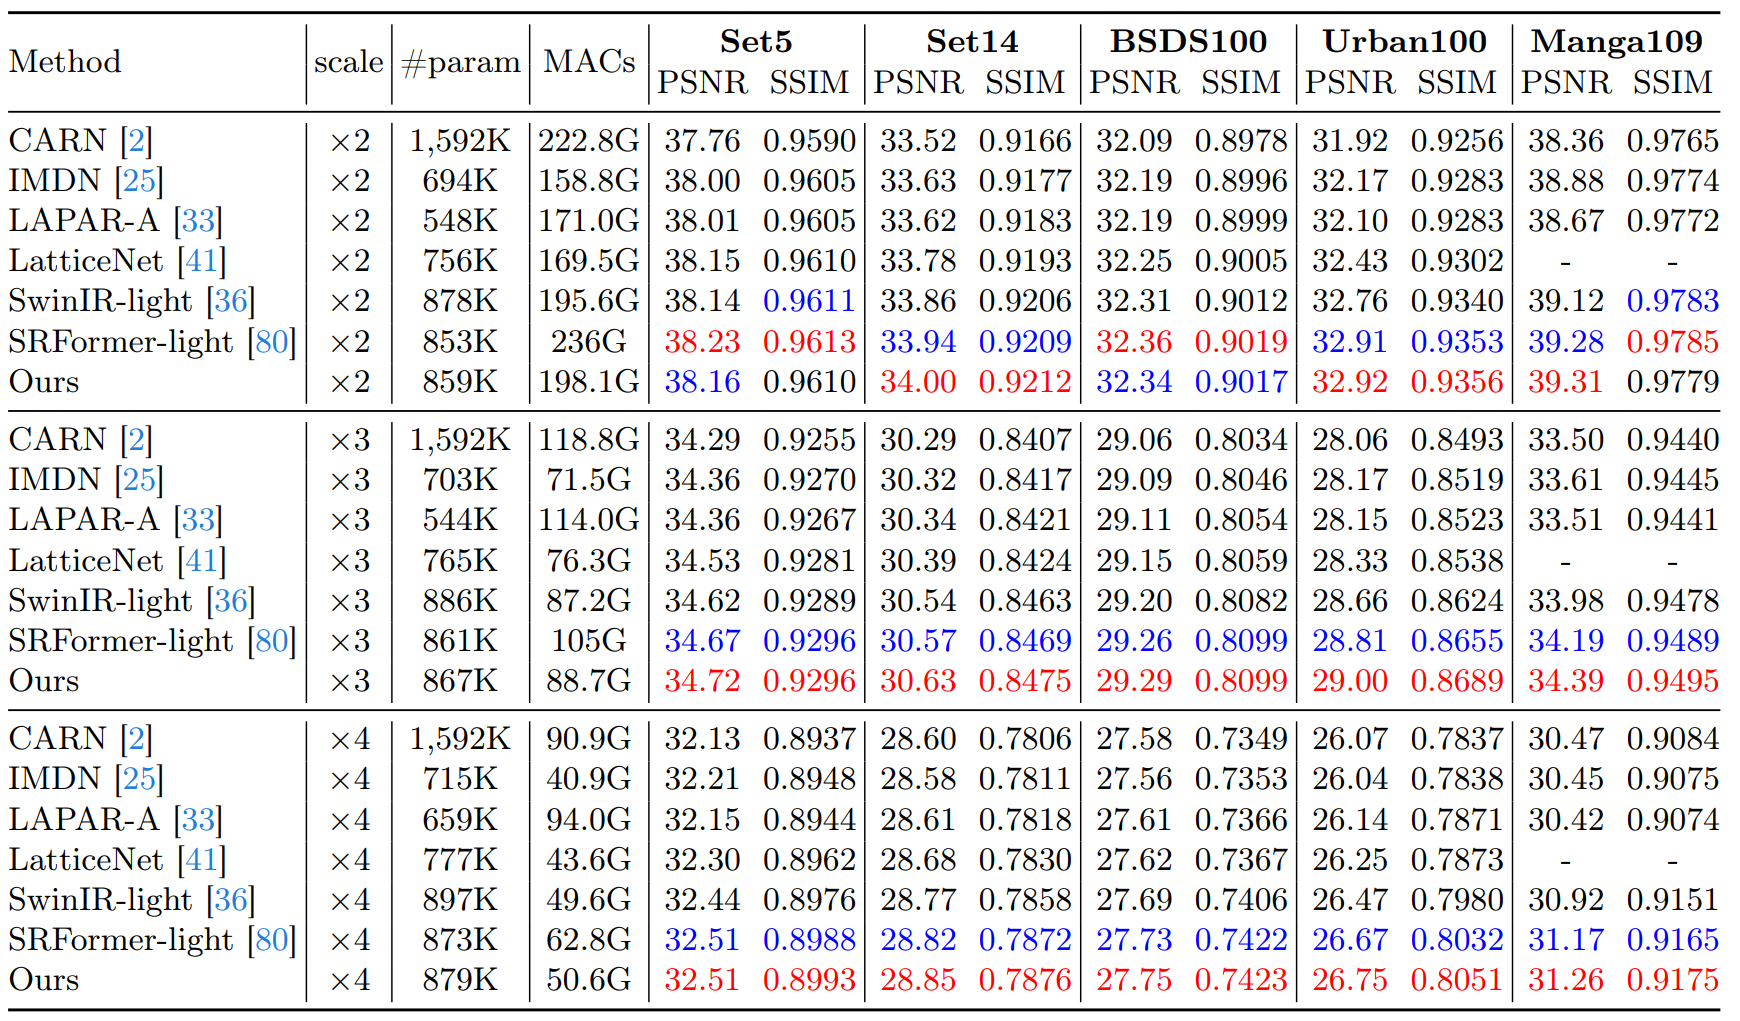 Method scale #param MACs Set5 Set14 BSDS100 Urban100 Manga109
PSNR SSIM PSNR SSIM PSNR SSIM PSNR SSIM PSNR SSIM
CARN [2] ×2 1,592K 222.8G 37.76 0.9590 33.52 0.9166 32.09 0.8978 31.92 0.9256 38.36 0.9765
IMDN [25] ×2 694K 158.8G 38.00 0.9605 33.63 0.9177 32.19 0.8996 32.17 0.9283 38.88 0.9774
LAPAR-A [33] ×2 548K 171.0G 38.01 0.9605 33.62 0.9183 32.19 0.8999 32.10 0.9283 38.67 0.9772
LatticeNet [41] ×2 756K 169.5G 38.15 0.9610 33.78 0.9193 32.25 0.9005 32.43 0.9302 - -
SwinIR-light [36] ×2 878K 195.6G 38.14 0.9611 33.86 0.9206 32.31 0.9012 32.76 0.9340 39.12 0.9783
SRFormer-light [80] ×2 853K 236G 38.23 0.9613 33.94 0.9209 32.36 0.9019 32.91 0.9353 39.28 0.9785
Ours ×2 859K 198.1G 38.16 0.9610 34.00 0.9212 32.34 0.9017 32.92 0.9356 39.31 0.9779
CARN [2] ×3 1,592K 118.8G 34.29 0.9255 30.29 0.8407 29.06 0.8034 28.06 0.8493 33.50 0.9440
IMDN [25] ×3 703K 71.5G 34.36 0.9270 30.32 0.8417 29.09 0.8046 28.17 0.8519 33.61 0.9445
LAPAR-A [33] ×3 544K 114.0G 34.36 0.9267 30.34 0.8421 29.11 0.8054 28.15 0.8523 33.51 0.9441
LatticeNet [41] ×3 765K 76.3G 34.53 0.9281 30.39 0.8424 29.15 0.8059 28.33 0.8538 - -
SwinIR-light [36] ×3 886K 87.2G 34.62 0.9289 30.54 0.8463 29.20 0.8082 28.66 0.8624 33.98 0.9478
SRFormer-light [80] ×3 861K 105G 34.67 0.9296 30.57 0.8469 29.26 0.8099 28.81 0.8655 34.19 0.9489
Ours ×3 867K 88.7G 34.72 0.9296 30.63 0.8475 29.29 0.8099 29.00 0.8689 34.39 0.9495
CARN [2] ×4 1,592K 90.9G 32.13 0.8937 28.60 0.7806 27.58 0.7349 26.07 0.7837 30.47 0.9084
IMDN [25] ×4 715K 40.9G 32.21 0.8948 28.58 0.7811 27.56 0.7353 26.04 0.7838 30.45 0.9075
LAPAR-A [33] ×4 659K 94.0G 32.15 0.8944 28.61 0.7818 27.61 0.7366 26.14 0.7871 30.42 0.9074
LatticeNet [41] ×4 777K 43.6G 32.30 0.8962 28.68 0.7830 27.62 0.7367 26.25 0.7873 - -
SwinIR-light [36] ×4 897K 49.6G 32.44 0.8976 28.77 0.7858 27.69 0.7406 26.47 0.7980 30.92 0.9151
SRFormer-light [80] ×4 873K 62.8G 32.51 0.8988 28.82 0.7872 27.73 0.7422 26.67 0.8032 31.17 0.9165
Ours ×4 879K 50.6G 32.51 0.8993 28.85 0.7876 27.75 0.7423 26.75 0.8051 31.26 0.9175